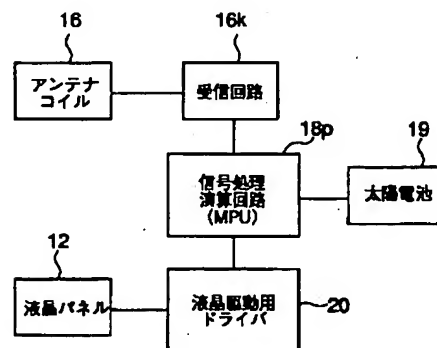 16
16k
アンテナ
コイル
受信回路
18p
19
信号処理
演算回路
(MPU)
太陽電池
12
液晶パネル
液晶駆動用
ドライバ
20